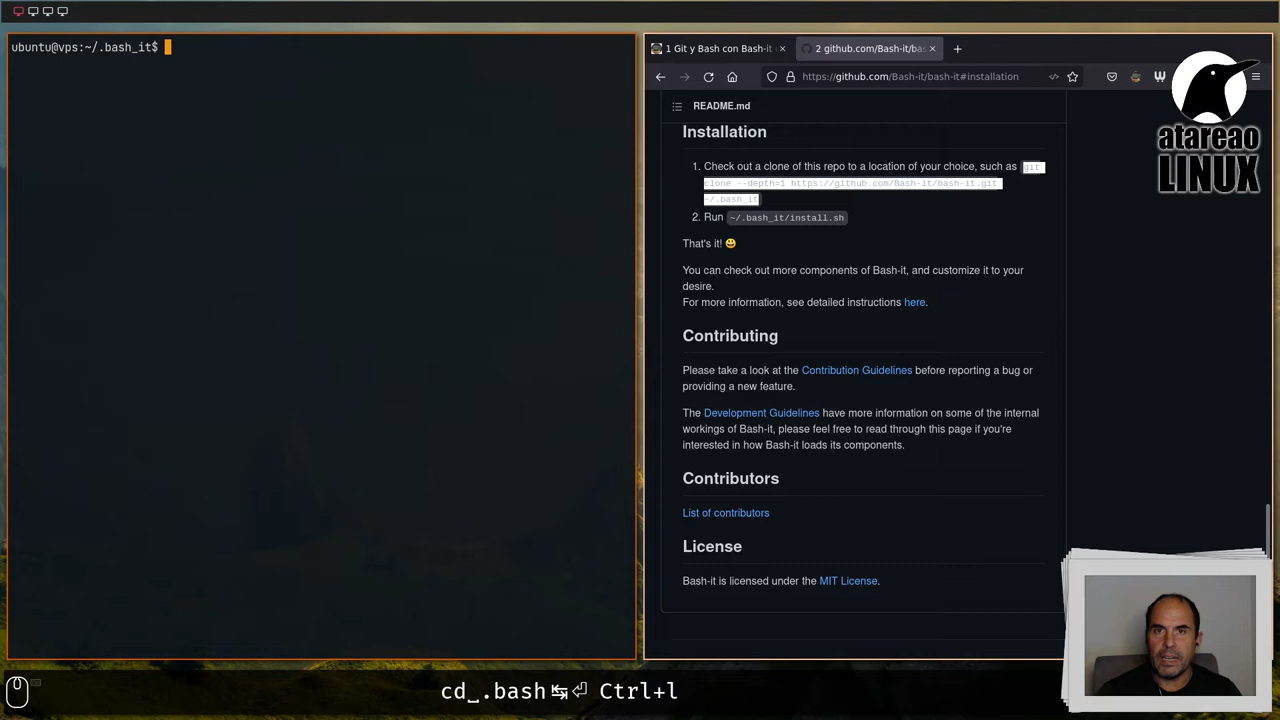 ubuntu@vps:~/.bash_it$
1 Git y Bash con Bash-it
2 github.com/Bash-it/bas
https://github.com/Bash-it/bash-it#installation
README.md
Installation
1. Check out a clone of this repo to a location of your choice, such as git
clone --depth=1 https://github.com/Bash-it/bash-it.git
~/.bash_it
2. Run ~/.bash_it/install.sh
That's it! 😃
You can check out more components of Bash-it, and customize it to your
desire.
For more information, see detailed instructions here.
Contributing
Please take a look at the Contribution Guidelines before reporting a bug or
providing a new feature.
The Development Guidelines have more information on some of the internal
workings of Bash-it, please feel free to read through this page if you're
interested in how Bash-it loads its components.
Contributors
List of contributors
License
Bash-it is licensed under the MIT License.
atareao
LINUX
cd␣.bash↹⏎ Ctrl+l